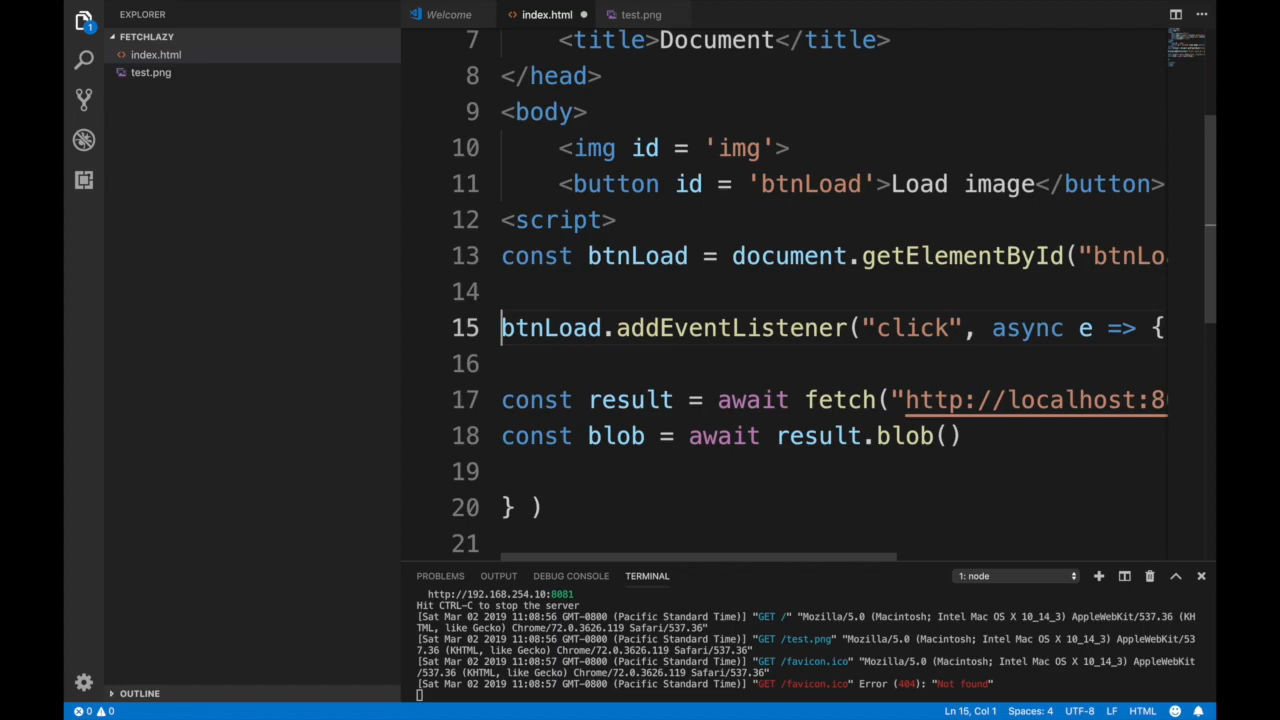 EXPLORER
Welcome
index.html
test.png
1
FETCHLAZY
index.html
test.png
OUTLINE
7 <title>Document</title>
8 </head>
9 <body>
10 <img id = 'img'>
11 <button id = 'btnLoad'>Load image</button>
12 <script>
13 const btnLoad = document.getElementById("btnLo
14
15 btnLoad.addEventListener("click", async e => {
16
17 const result = await fetch("http://localhost:8
18 const blob = await result.blob()
19
20 } )
21
PROBLEMS OUTPUT DEBUG CONSOLE TERMINAL 1: node
http://192.168.254.10:8081
Hit CTRL-C to stop the server
[Sat Mar 02 2019 11:08:56 GMT-0800 (Pacific Standard Time)] "GET /" "Mozilla/5.0 (Macintosh; Intel Mac OS X 10_14_3) AppleWebKit/537.36 (KH
TML, like Gecko) Chrome/72.0.3626.119 Safari/537.36"
[Sat Mar 02 2019 11:08:56 GMT-0800 (Pacific Standard Time)] "GET /test.png" "Mozilla/5.0 (Macintosh; Intel Mac OS X 10_14_3) AppleWebKit/53
7.36 (KHTML, like Gecko) Chrome/72.0.3626.119 Safari/537.36"
[Sat Mar 02 2019 11:08:57 GMT-0800 (Pacific Standard Time)] "GET /favicon.ico" "Mozilla/5.0 (Macintosh; Intel Mac OS X 10_14_3) AppleWebKit
/537.36 (KHTML, like Gecko) Chrome/72.0.3626.119 Safari/537.36"
[Sat Mar 02 2019 11:08:57 GMT-0800 (Pacific Standard Time)] "GET /favicon.ico" Error (404): "Not found"
0 0 Ln 15, Col 1 Spaces: 4 UTF-8 LF HTML